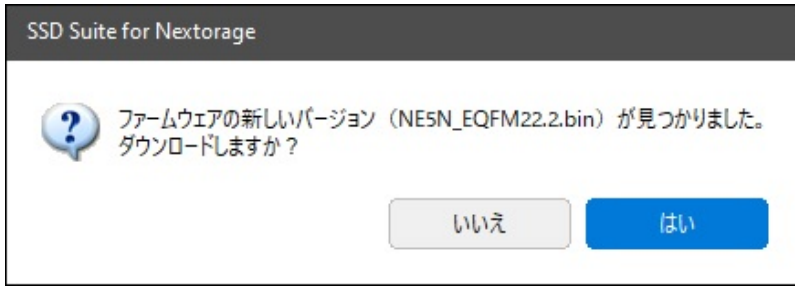 SSD Suite for Nextorage
ファームウェアの新しいバージョン（NE5N_EQFM22.2.bin）が見つかりました。
ダウンロードしますか？
いいえ
はい